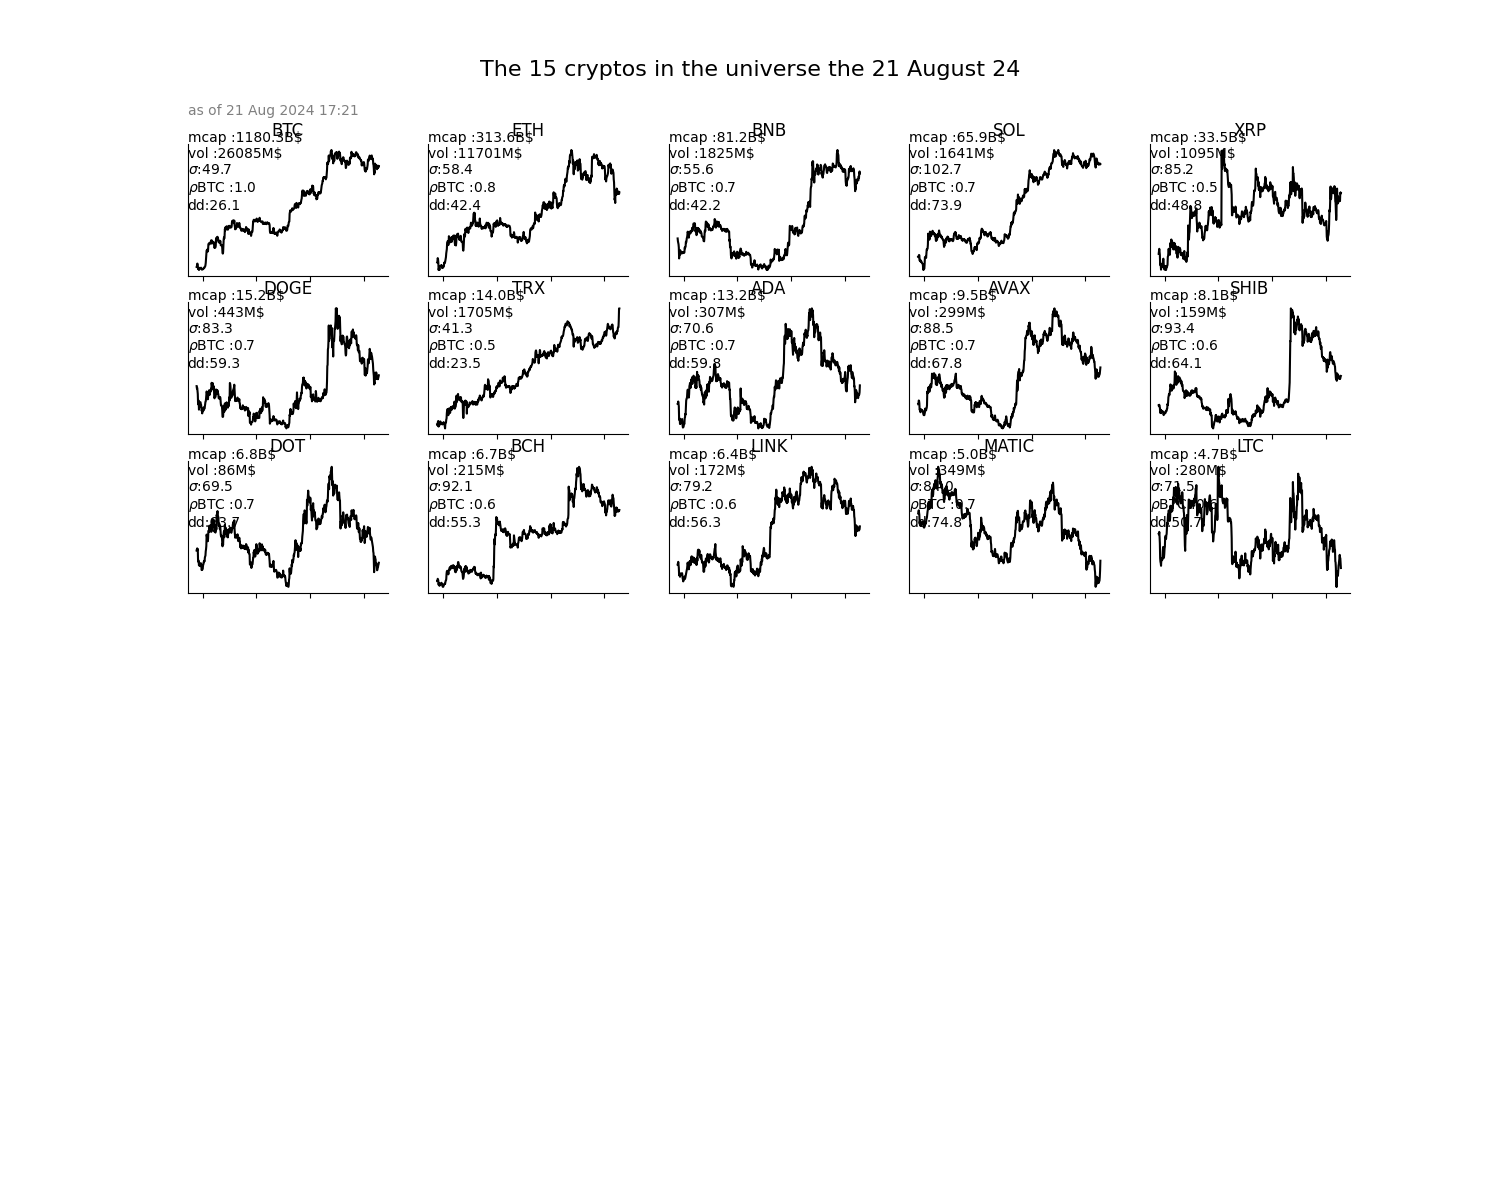 The 15 cryptos in the universe the 21 August 24
as of 21 Aug 2024 17:21
BTC
mcap :1180.3B$
vol :26085M$
σ:49.7
ρBTC :1.0
dd:26.1
ETH
mcap :313.6B$
vol :11701M$
σ:58.4
ρBTC :0.8
dd:42.4
BNB
mcap :81.2B$
vol :1825M$
σ:55.6
ρBTC :0.7
dd:42.2
SOL
mcap :65.9B$
vol :1641M$
σ:102.7
ρBTC :0.7
dd:73.9
XRP
mcap :33.5B$
vol :1095M$
σ:85.2
ρBTC :0.5
dd:48.8
DOGE
mcap :15.2B$
vol :443M$
σ:83.3
ρBTC :0.7
dd:59.3
TRX
mcap :14.0B$
vol :1705M$
σ:41.3
ρBTC :0.5
dd:23.5
ADA
mcap :13.2B$
vol :307M$
σ:70.6
ρBTC :0.7
dd:59.8
AVAX
mcap :9.5B$
vol :299M$
σ:88.5
ρBTC :0.7
dd:67.8
SHIB
mcap :8.1B$
vol :159M$
σ:93.4
ρBTC :0.6
dd:64.1
DOT
mcap :6.8B$
vol :86M$
σ:69.5
ρBTC :0.7
BCH
mcap :6.7B$
vol :215M$
σ:92.1
ρBTC :0.6
dd:55.3
LINK
mcap :6.4B$
vol :172M$
σ:79.2
ρBTC :0.6
dd:56.3
MATIC
mcap :5.0B$
vol :349M$
ρBTC :0.7
dd:74.8
LTC
mcap :4.7B$
vol :280M$
σ:71.5
dd:50.7